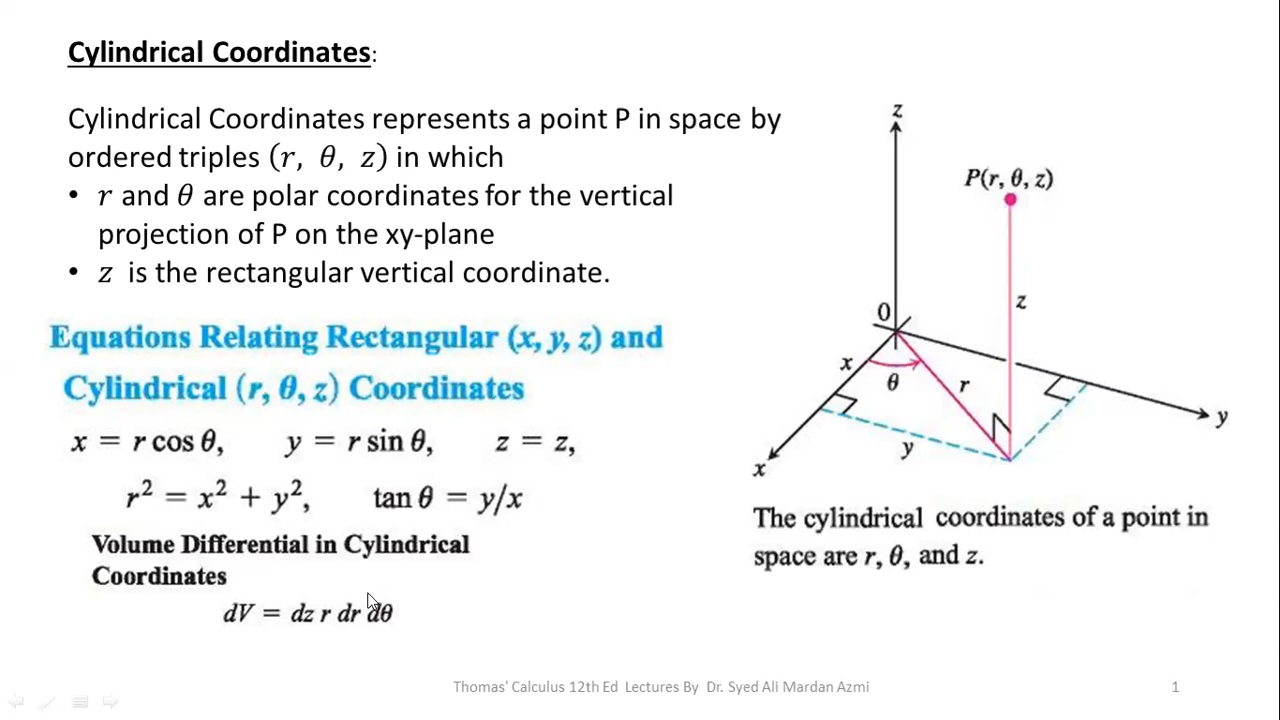 Cylindrical Coordinates:
Cylindrical Coordinates represents a point P in space by
ordered triples (r, θ, z) in which
• r and θ are polar coordinates for the vertical
projection of P on the xy-plane
• z is the rectangular vertical coordinate.
Equations Relating Rectangular (x, y, z) and
Cylindrical (r, θ, z) Coordinates
x = r cos θ, y = r sin θ, z = z,
r² = x² + y², tan θ = y/x
Volume Differential in Cylindrical
Coordinates
dV = dz r dr dθ
z
P(r, θ, z)
z
0
x
θ
r
y
y
x
The cylindrical coordinates of a point in
space are r, θ, and z.
Thomas' Calculus 12th Ed Lectures By Dr. Syed Ali Mardan Azmi
1